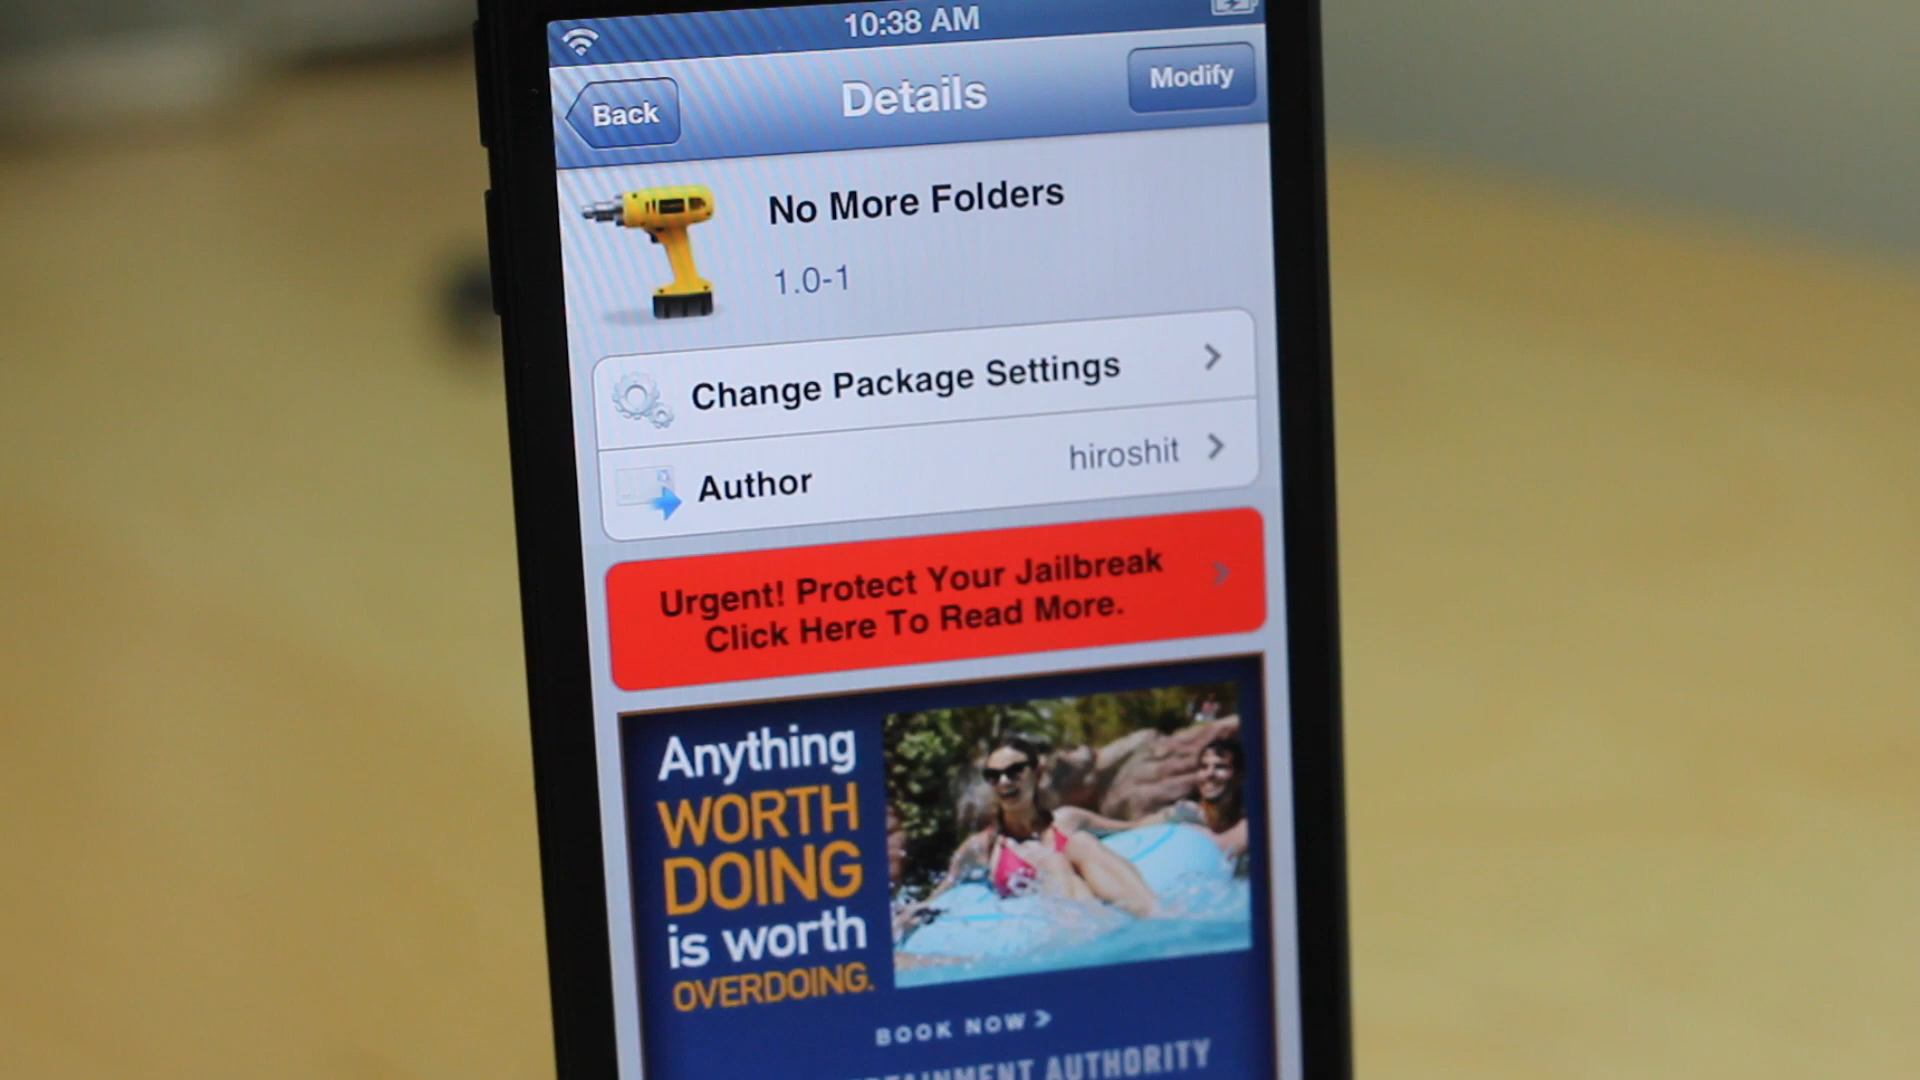 10:38 AM
Back
Details
Modify
No More Folders
1.0-1
Change Package Settings
Author
hiroshit
Urgent! Protect Your Jailbreak
Click Here To Read More.
Anything
WORTH
DOING
is worth
OVERDOING.
BOOK NOW >
AUTHORITY